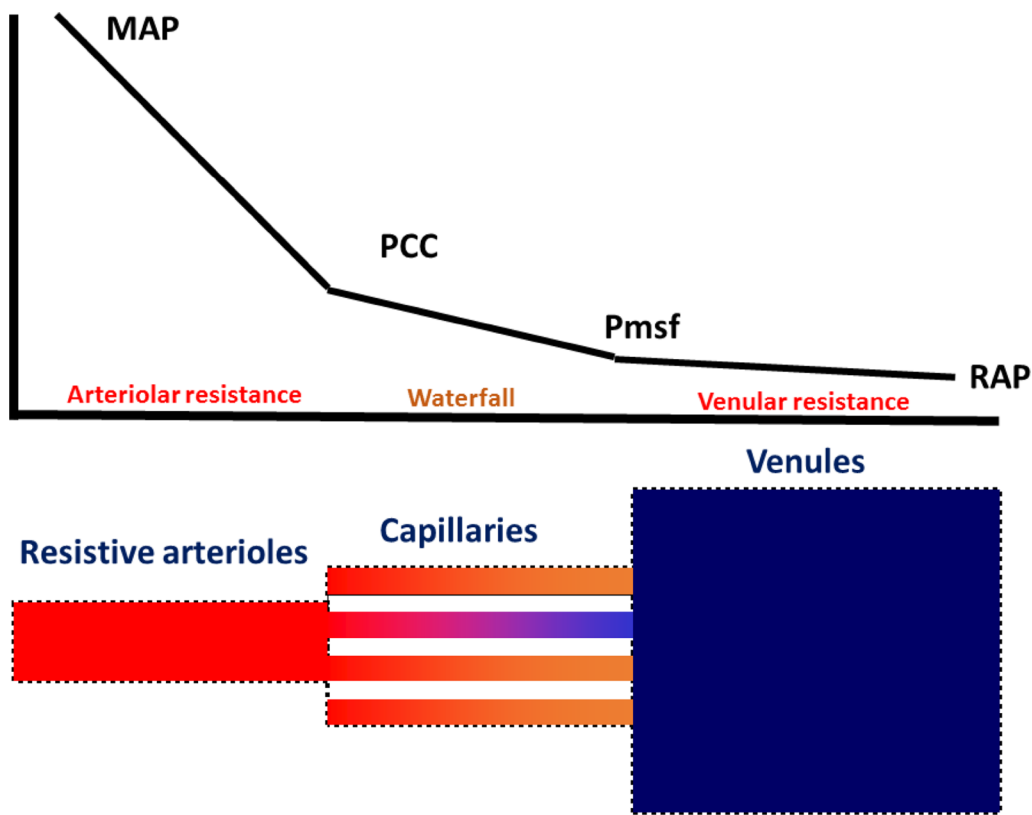 MAP
PCC
Pmsf
RAP
Arteriolar resistance
Waterfall
Venular resistance
Venules
Capillaries
Resistive arterioles